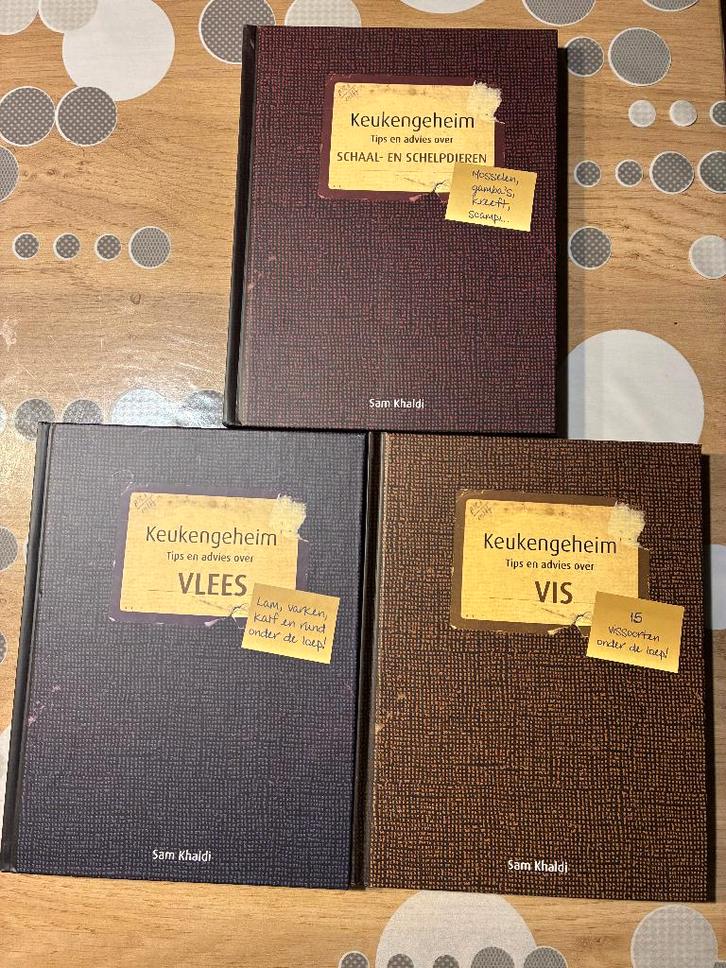 Keukengeheim
Tips en advies over
SCHAAL- EN SCHELPDIEREN
Mosselen,
gamba's,
kreeft,
scampi...
Sam Khaldi
Keukengeheim
Tips en advies over
VLEES
Lam, varken,
kalf en rund
onder de loep!
Sam Khaldi
Keukengeheim
Tips en advies over
VIS
15
vissoorten
onder de loep!
Sam Khaldi